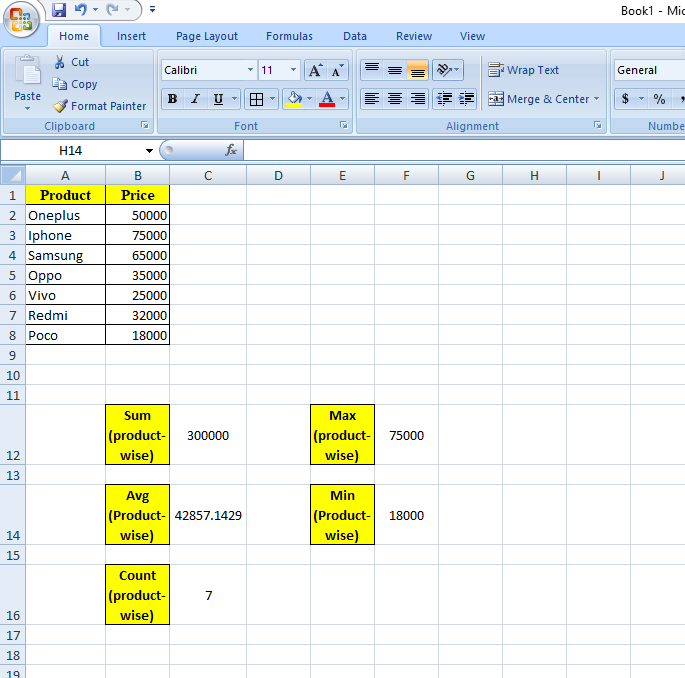 Book1 - Mic
Home Insert Page Layout Formulas Data Review View
Paste
Cut
Copy
Format Painter
Clipboard
Calibri 11 A A
B I U A
Font
Wrap Text
Merge & Center
Alignment
General
$ % ,
Numbe
H14 fx
A B C D E F G H I J
1 Product Price
2 Oneplus 50000
3 Iphone 75000
4 Samsung 65000
5 Oppo 35000
6 Vivo 25000
7 Redmi 32000
8 Poco 18000
9
10
11
Sum
(product-
wise)
300000
Max
(product-
wise)
75000
12
13
Avg
(Product-
wise)
42857.1429
Min
(Product-
wise)
18000
14
15
Count
(product-
wise)
7
16
17
18
19